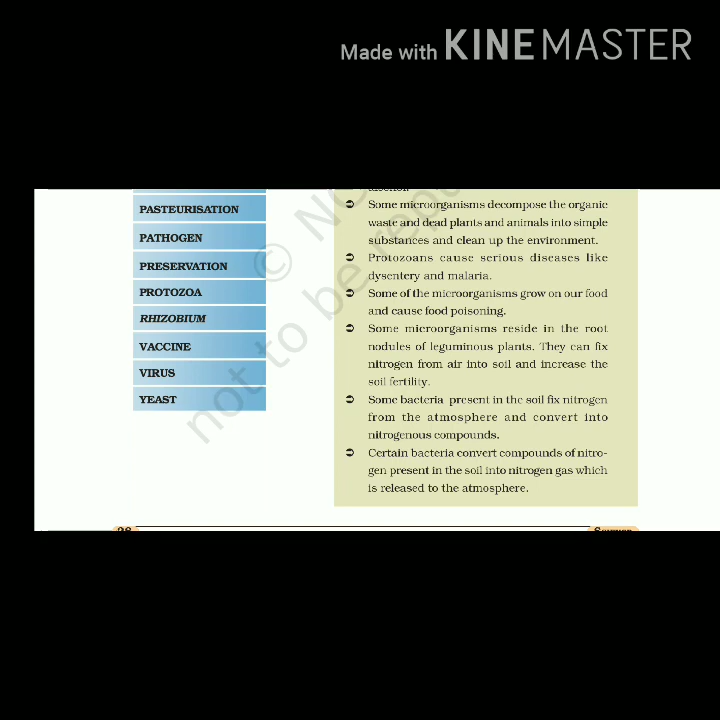 Made with KINEMASTER
PASTEURISATION
PATHOGEN
PRESERVATION
PROTOZOA
RHIZOBIUM
VACCINE
VIRUS
YEAST
Some microorganisms decompose the organic
waste and dead plants and animals into simple
substances and clean up the environment.
Protozoans cause serious diseases like
dysentery and malaria.
Some of the microorganisms grow on our food
and cause food poisoning.
Some microorganisms reside in the root
nodules of leguminous plants. They can fix
nitrogen from air into soil and increase the
soil fertility.
Some bacteria present in the soil fix nitrogen
from the atmosphere and convert into
nitrogenous compounds.
Certain bacteria convert compounds of nitro-
gen present in the soil into nitrogen gas which
is released to the atmosphere.
not to be